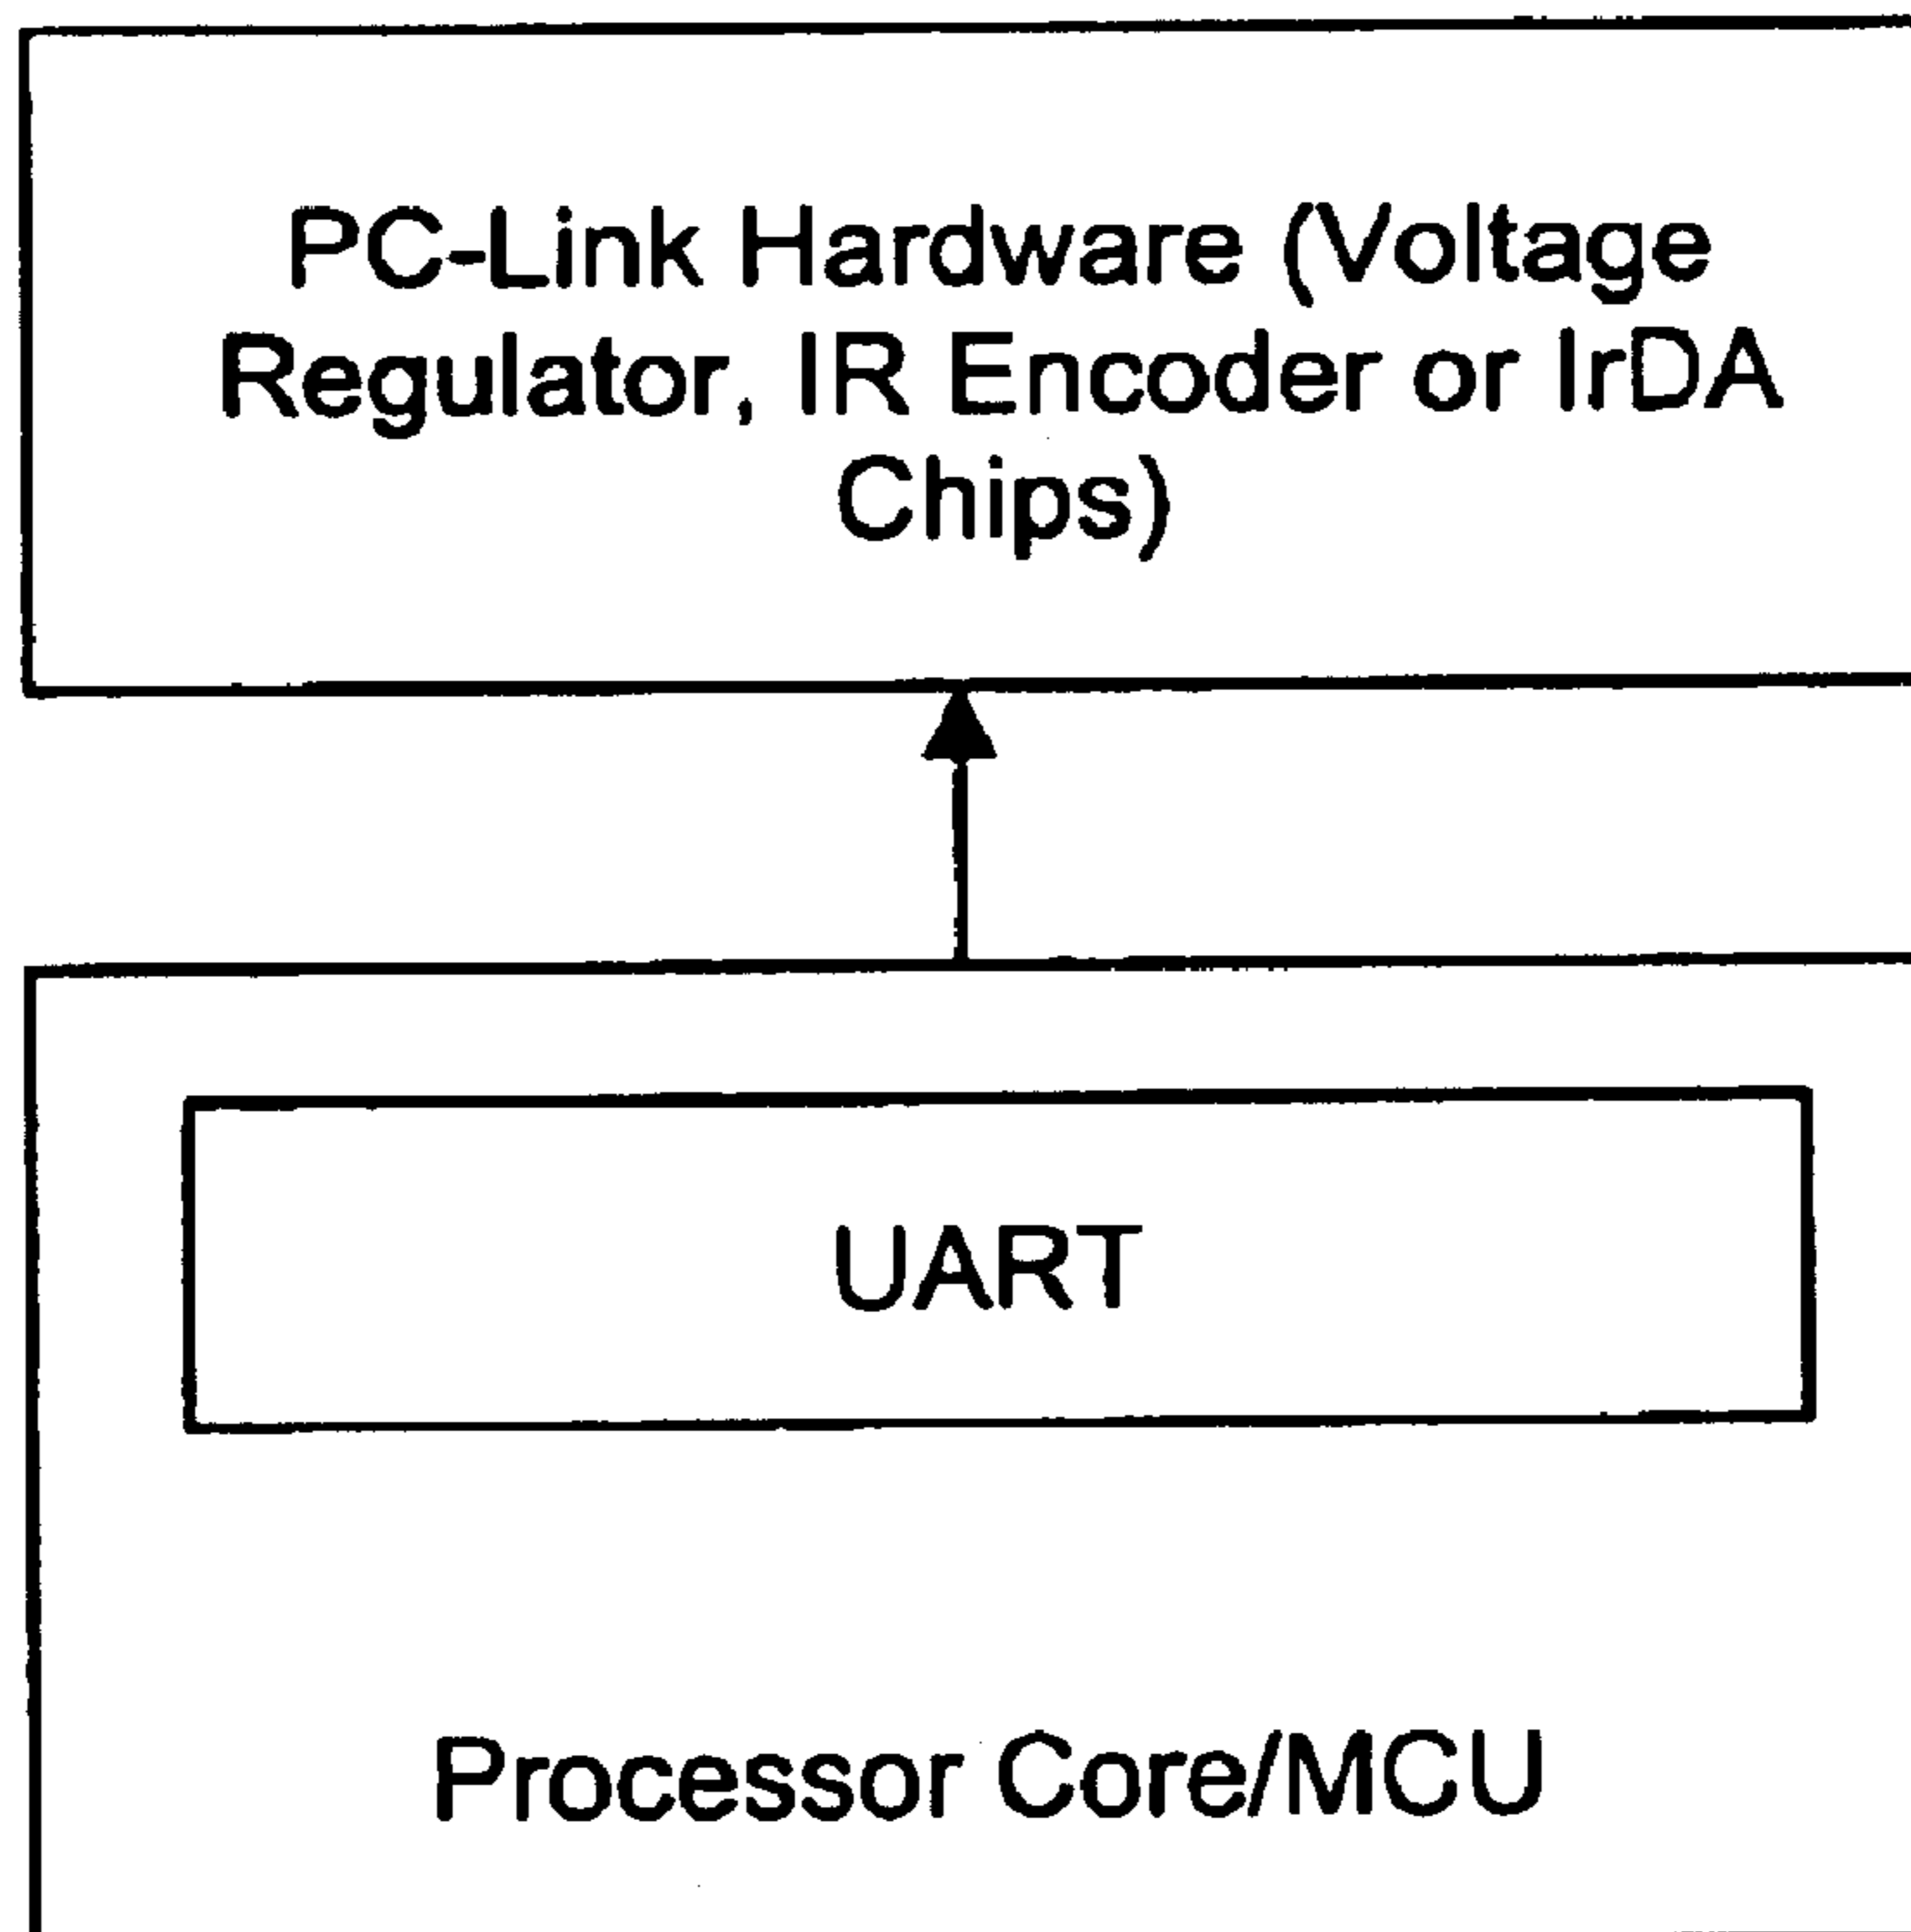 PC-Link Hardware (Voltage
Regulator, IR Encoder or IrDA
Chips)
UART
Processor Core/MCU